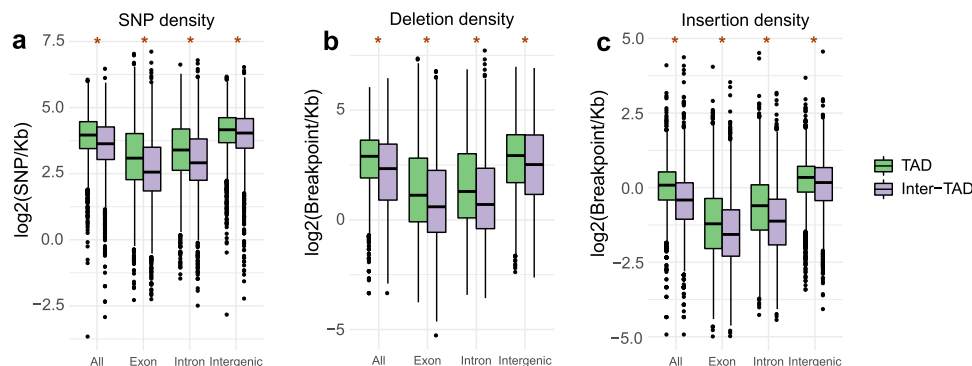 a
SNP density
* * * *
log2(SNP/Kb)
7.5
5.0
2.5
0.0
−2.5
All Exon Intron Intergenic
b
Deletion density
* * * *
log2(Breakpoint/Kb)
5
0
−5
All Exon Intron Intergenic
c
Insertion density
* * * *
log2(Breakpoint/Kb)
5.0
2.5
0.0
−2.5
−5.0
All Exon Intron Intergenic
TAD
Inter−TAD